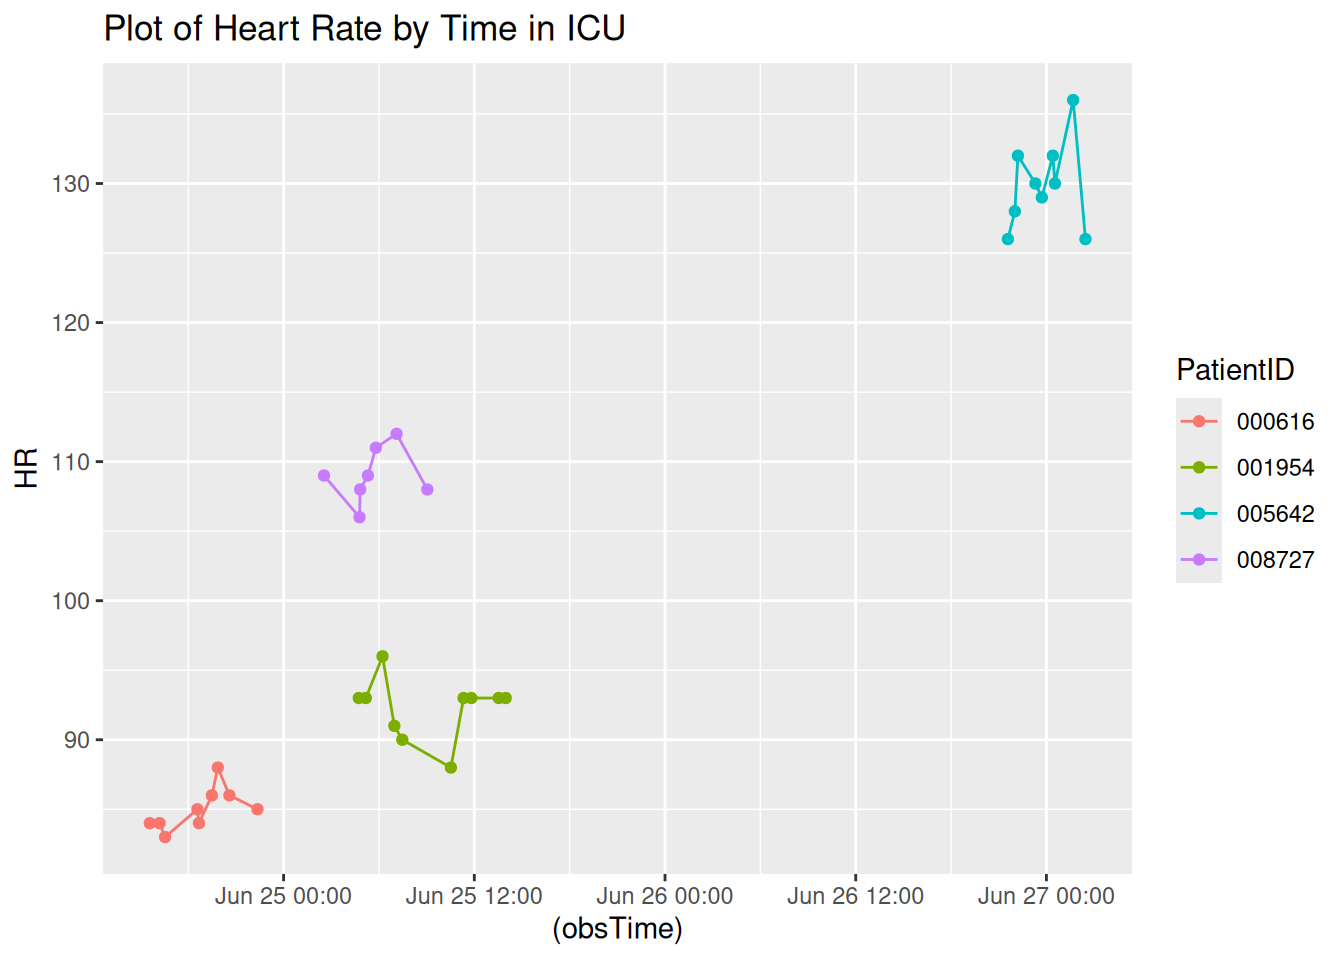 Plot of Heart Rate by Time in ICU
130
120
110
100
90
HR
Jun 25 00:00 Jun 25 12:00 Jun 26 00:00 Jun 26 12:00 Jun 27 00:00
(obsTime)
PatientID
000616
001954
005642
008727